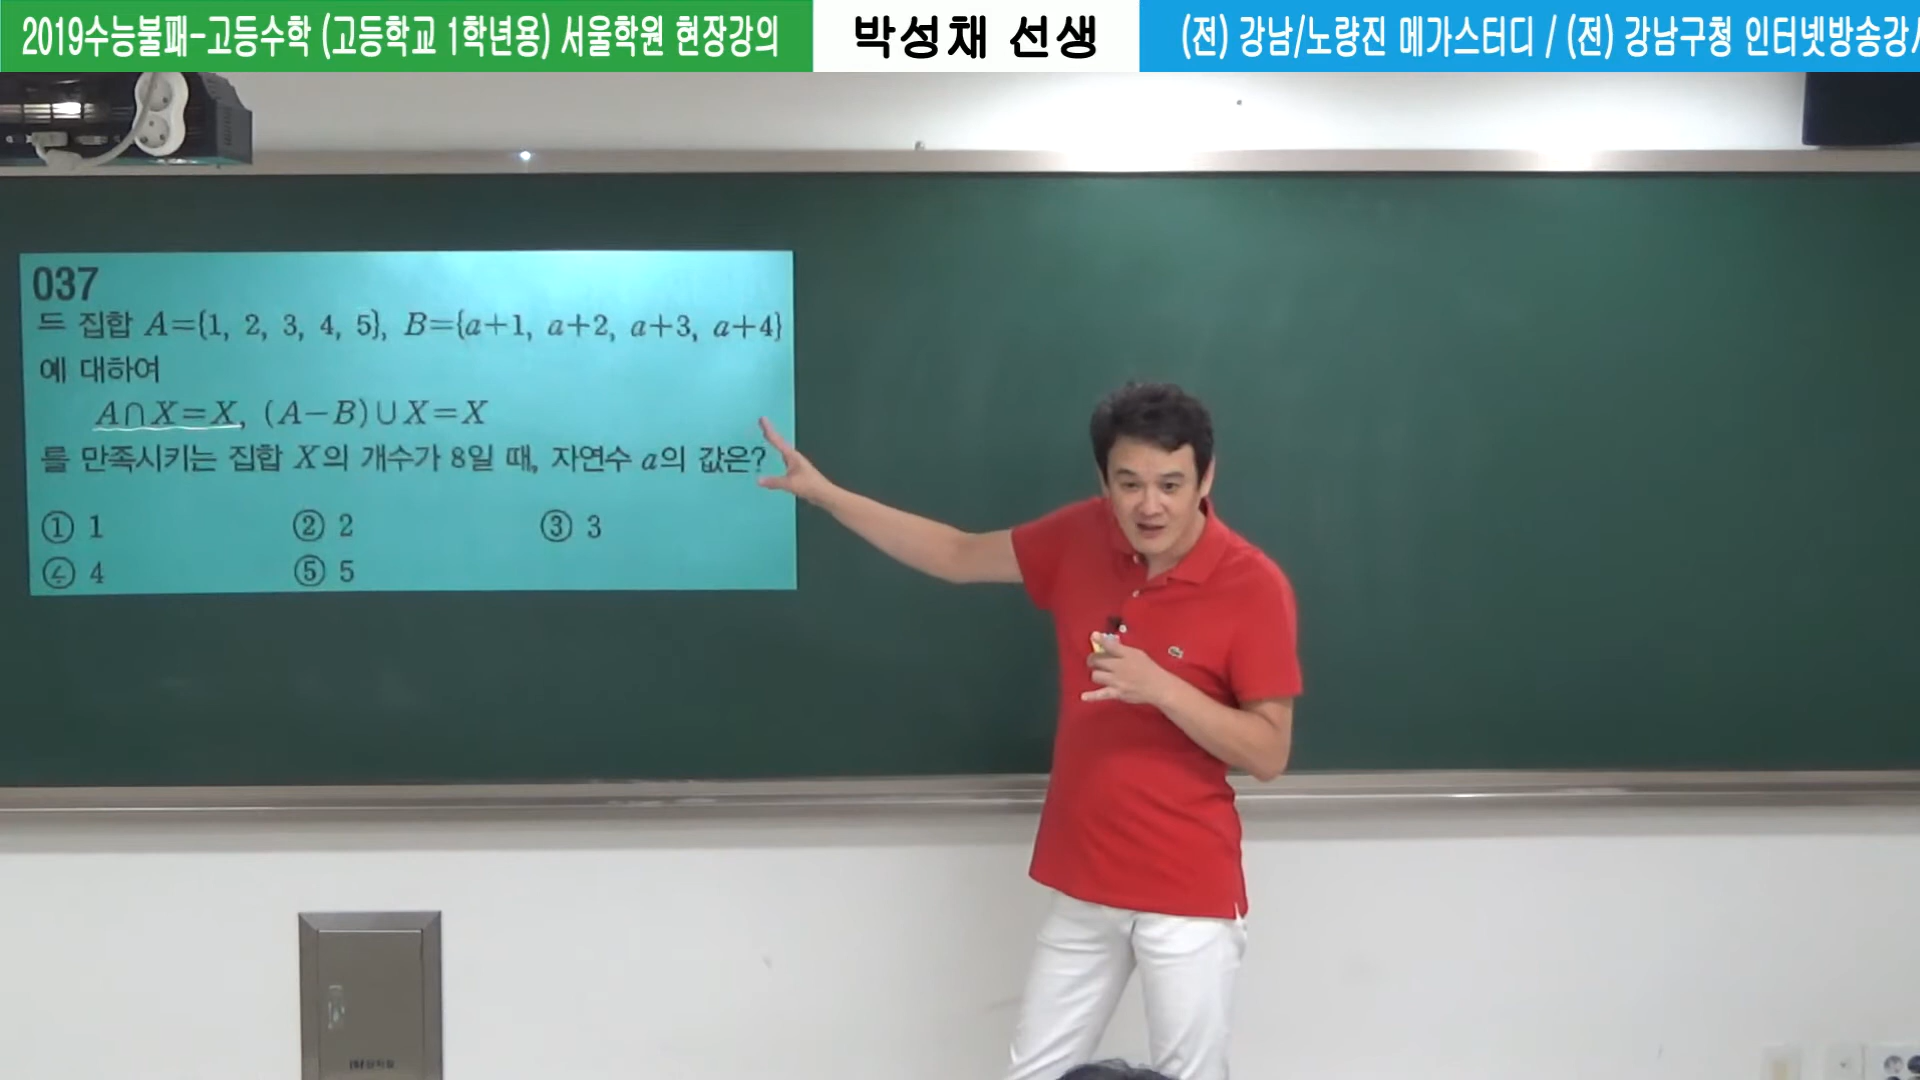 2019수능불패-고등수학 (고등학교 1학년용) 서울학원 현장강의
박성채 선생
(전) 강남/노량진 메가스터디 / (전) 강남구청 인터넷방송강
037
드 집합 A={1, 2, 3, 4, 5}, B={a+1, a+2, a+3, a+4}
에 대하여
A∩X=X, (A-B)∪X=X
를 만족시키는 집합 X의 개수가 8일 때, 자연수 a의 값은?
① 1 ② 2 ③ 3
④ 4 ⑤ 5